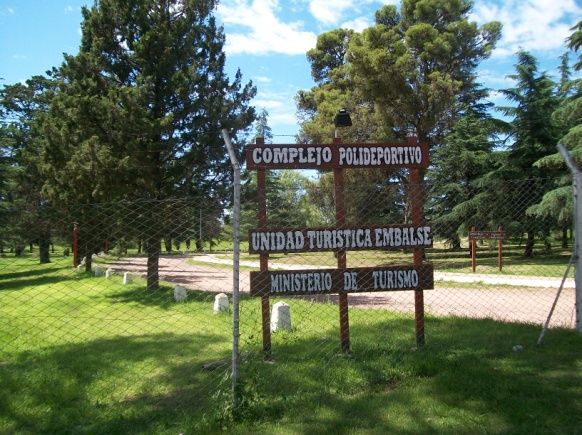 COMPLEJO POLIDEPORTIVO
UNIDAD TURISTICA EMBALSE
MINISTERIO DE TURISMO